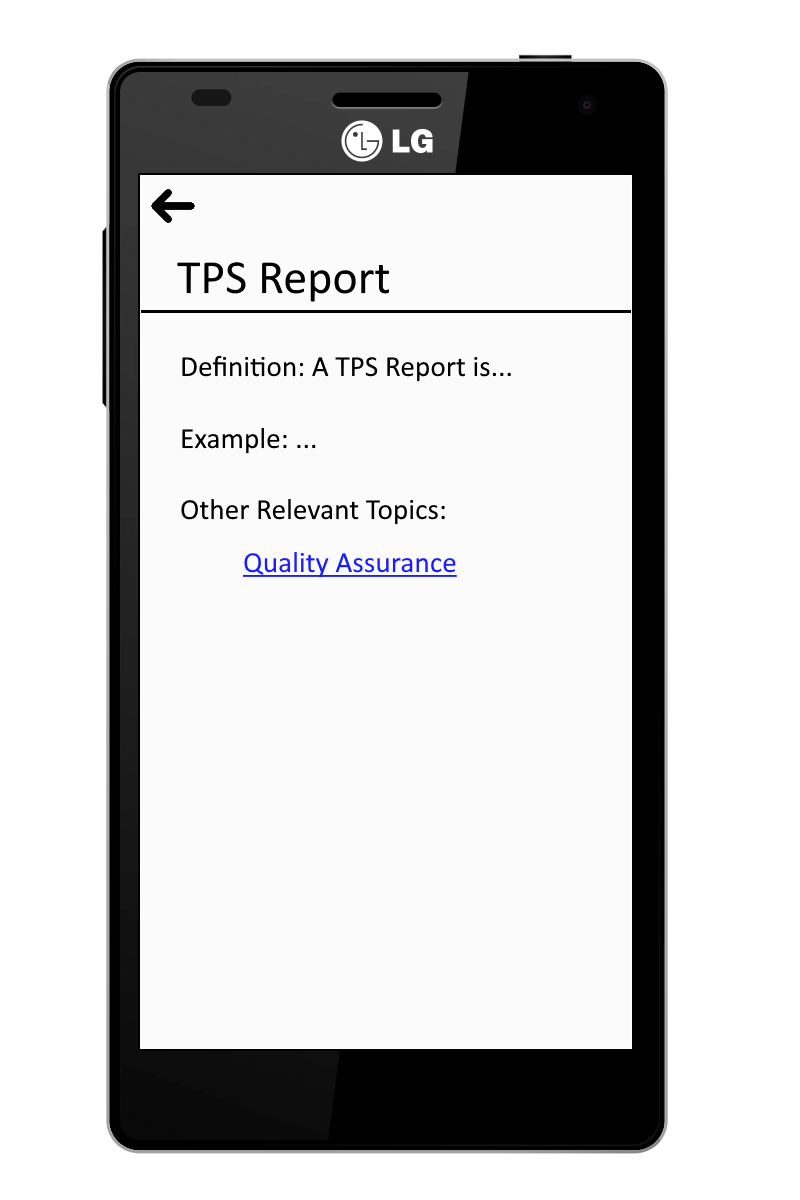 LG
TPS Report
Definition: A TPS Report is...
Example: ...
Other Relevant Topics:
Quality Assurance